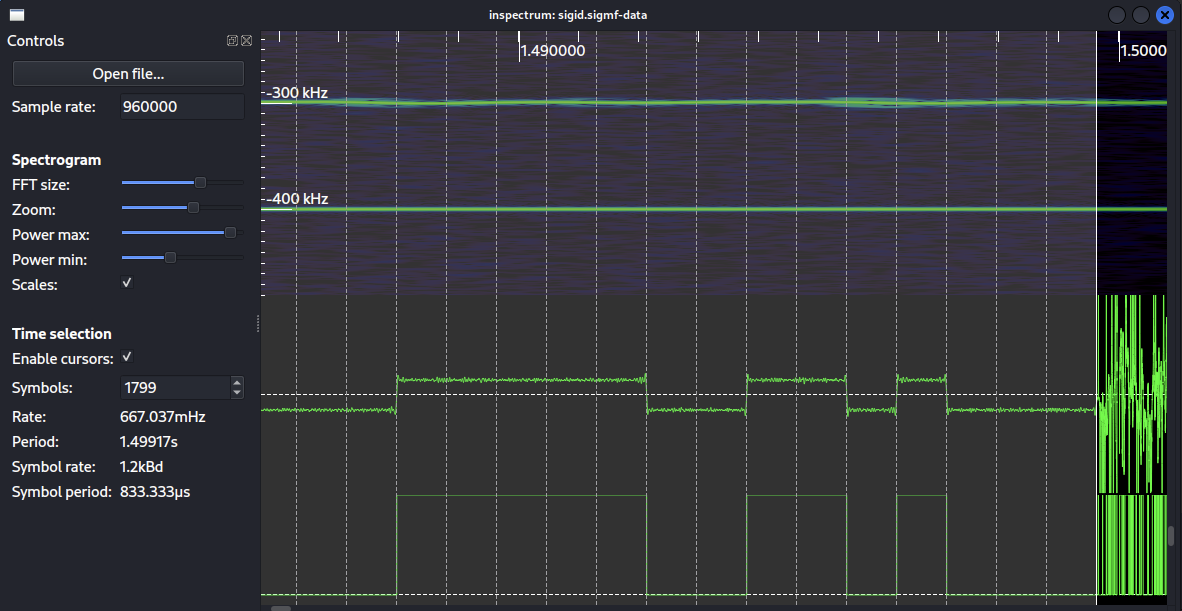 inspectrum: sigid.sigmf-data
Controls
Open file...
Sample rate: 960000
Spectrogram
FFT size:
Zoom:
Power max:
Power min:
Scales:
Time selection
Enable cursors:
Symbols: 1799
Rate: 667.037mHz
Period: 1.49917s
Symbol rate: 1.2kBd
Symbol period: 833.333µs
1.490000
1.5000
-300 kHz
-400 kHz